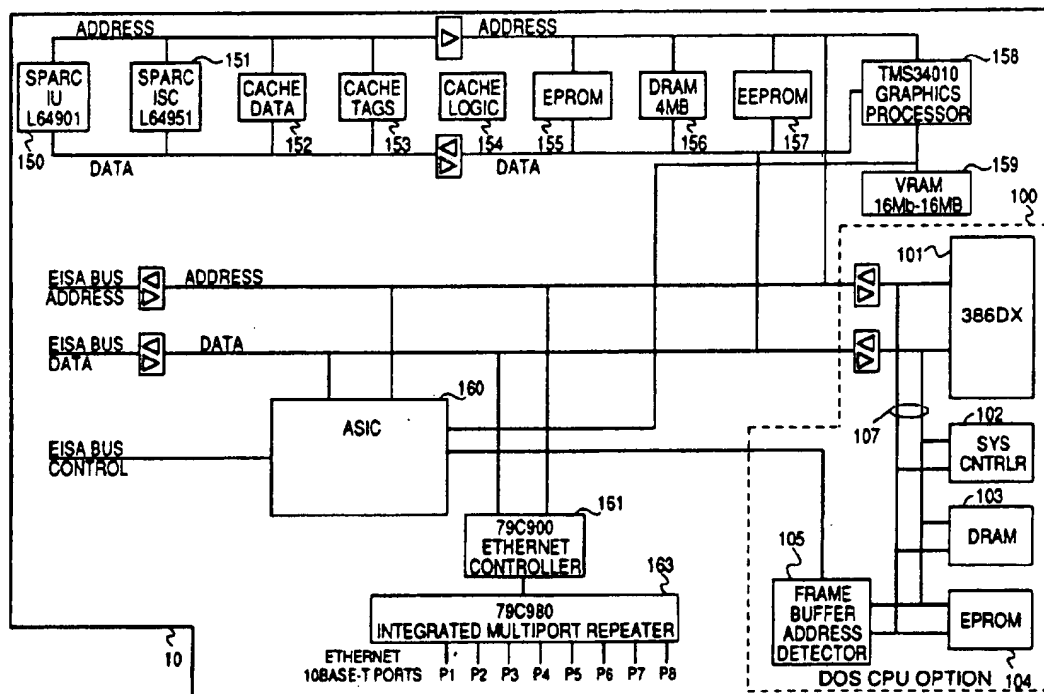 ADDRESS
ADDRESS
151
158
SPARC
IU
L64901
SPARC
ISC
L64951
CACHE
DATA
CACHE
TAGS
CACHE
LOGIC
EPROM
DRAM
4MB
EEPROM
TMS34010
GRAPHICS
PROCESSOR
150
152
153
154
155
156
157
DATA
DATA
159
VRAM
16Mb-16MB
100
101
386DX
EISA BUS
ADDRESS
ADDRESS
EISA BUS
DATA
DATA
160
ASIC
107
102
SYS
CNTRLR
EISA BUS
CONTROL
103
DRAM
161
79C900
ETHERNET
CONTROLLER
105
FRAME
BUFFER
ADDRESS
DETECTOR
163
79C980
INTEGRATED MULTIPORT REPEATER
EPROM
104
10
ETHERNET
10BASE-T PORTS
P1 P2 P3 P4 P5 P6 P7 P8
DOS CPU OPTION